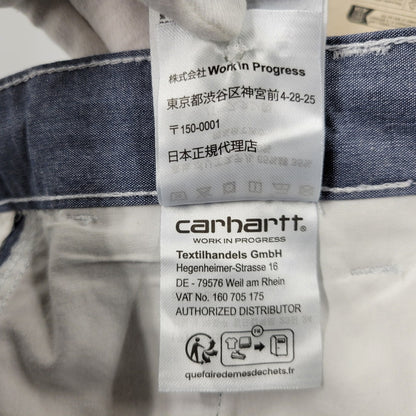 株式会社 Work in Progress
東京都渋谷区神宮前4-28-25
〒150-0001
日本正規代理店
carhartt®
WORK IN PROGRESS
Textilhandels GmbH
Hegenheimer-Strasse 16
DE - 79576 Weil am Rhein
VAT No. 160 705 175
AUTHORIZED DISTRIBUTOR
FR
quefairedemesdechets.fr